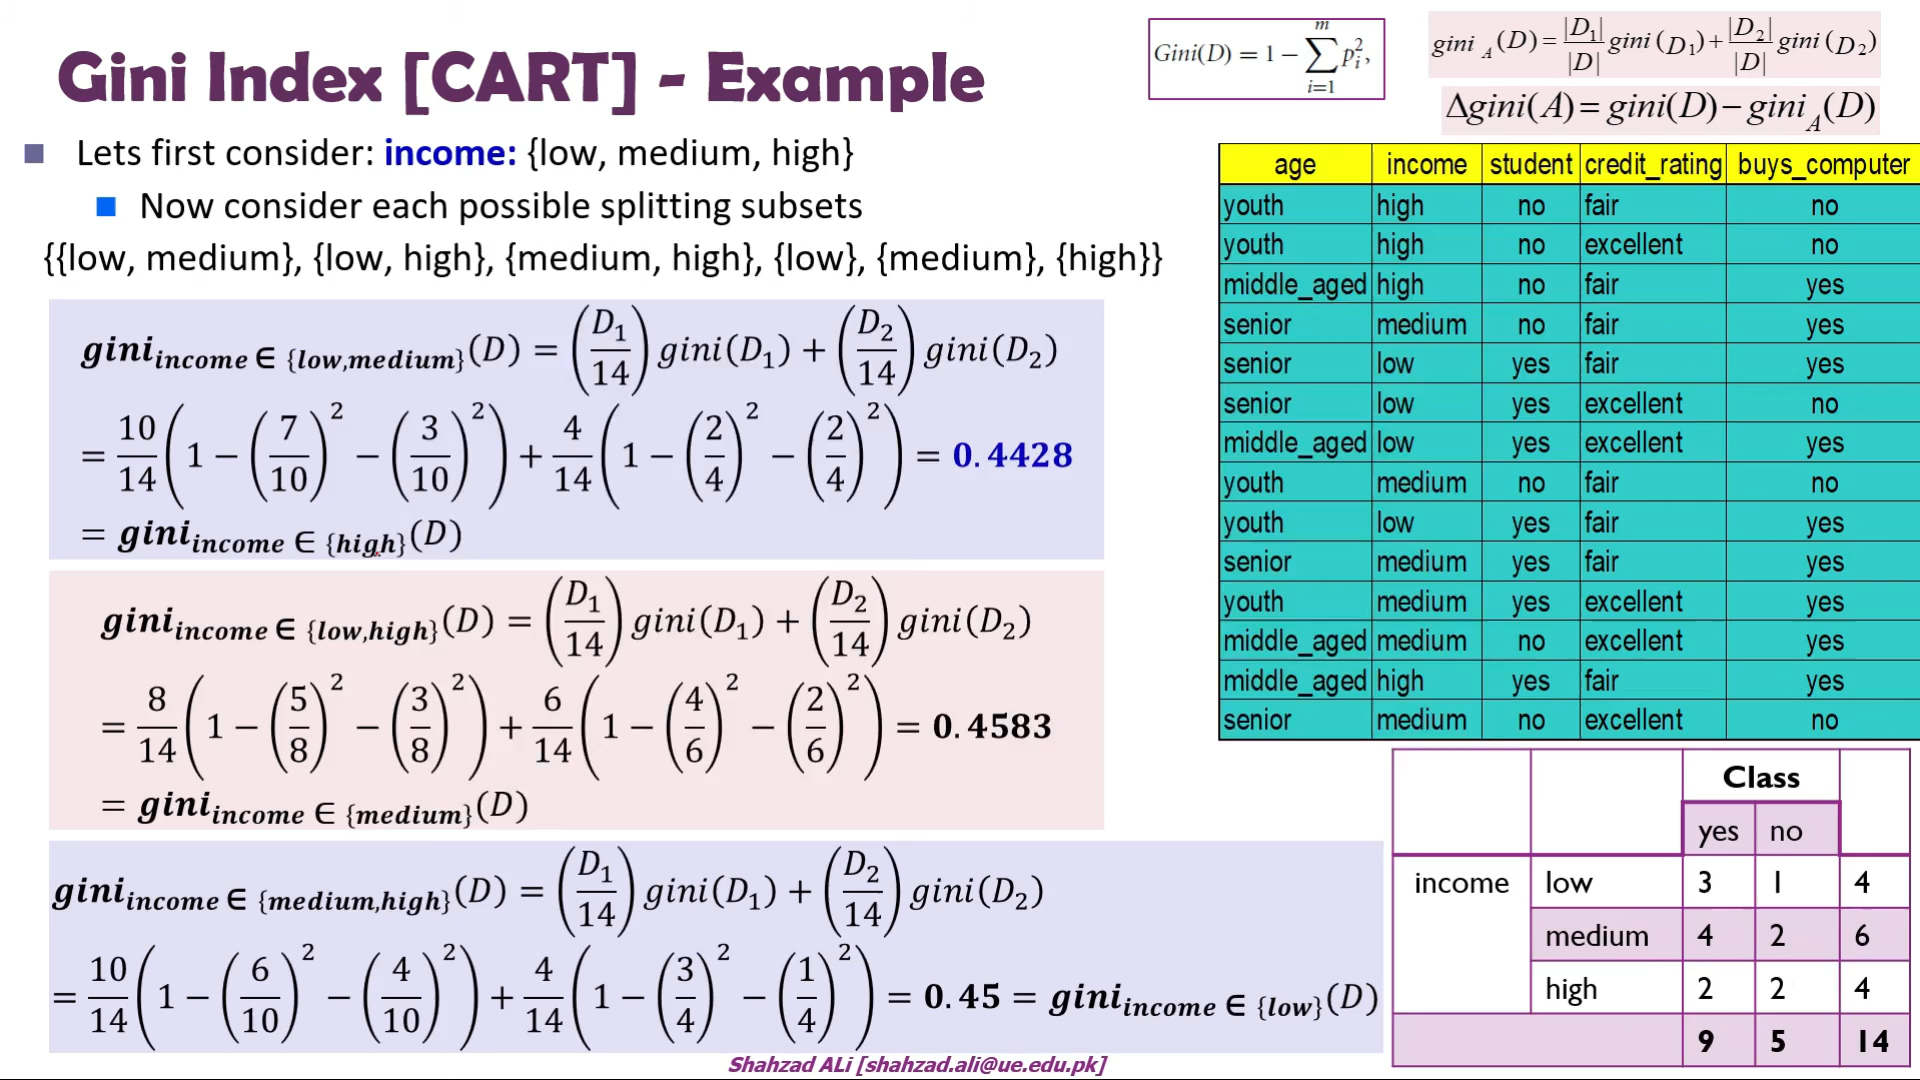 Gini Index [CART] - Example
Gini(D) = 1 − ∑ᵢ₌₁ᵐ pᵢ²,
gini_A(D) = |D₁|/|D| gini(D₁) + |D₂|/|D| gini(D₂)
Δgini(A) = gini(D) − gini_A(D)
Lets first consider: income: {low, medium, high}
Now consider each possible splitting subsets
{{low, medium}, {low, high}, {medium, high}, {low}, {medium}, {high}}
gini_income ∈ {low,medium}(D) = (D₁/14) gini(D₁) + (D₂/14) gini(D₂)
= 10/14 (1 − (7/10)² − (3/10)²) + 4/14 (1 − (2/4)² − (2/4)²) = 0.4428
= gini_income ∈ {high}(D)
gini_income ∈ {low,high}(D) = (D₁/14) gini(D₁) + (D₂/14) gini(D₂)
= 8/14 (1 − (5/8)² − (3/8)²) + 6/14 (1 − (4/6)² − (2/6)²) = 0.4583
= gini_income ∈ {medium}(D)
gini_income ∈ {medium,high}(D) = (D₁/14) gini(D₁) + (D₂/14) gini(D₂)
= 10/14 (1 − (6/10)² − (4/10)²) + 4/14 (1 − (3/4)² − (1/4)²) = 0.45 = gini_income ∈ {low}(D)
age income student credit_rating buys_computer
youth high no fair no
youth high no excellent no
middle_aged high no fair yes
senior medium no fair yes
senior low yes fair yes
senior low yes excellent no
middle_aged low yes excellent yes
youth medium no fair no
youth low yes fair yes
senior medium yes fair yes
youth medium yes excellent yes
middle_aged medium no excellent yes
middle_aged high yes fair yes
senior medium no excellent no
Class
yes no
income low 3 1 4
medium 4 2 6
high 2 2 4
9 5 14
Shahzad ALi [shahzad.ali@ue.edu.pk]